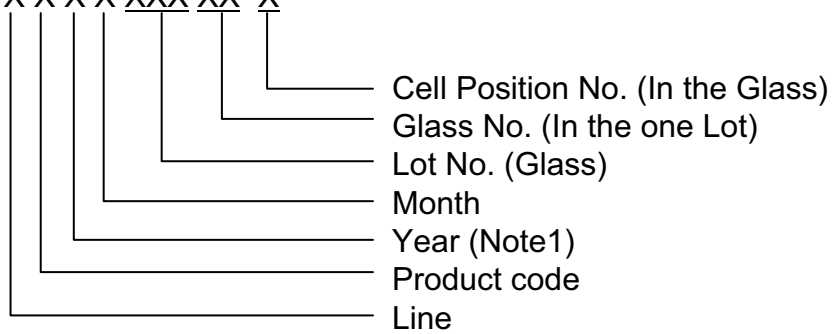 X X X X XXX XX X
Cell Position No. (In the Glass)
Glass No. (In the one Lot)
Lot No. (Glass)
Month
Year (Note1)
Product code
Line